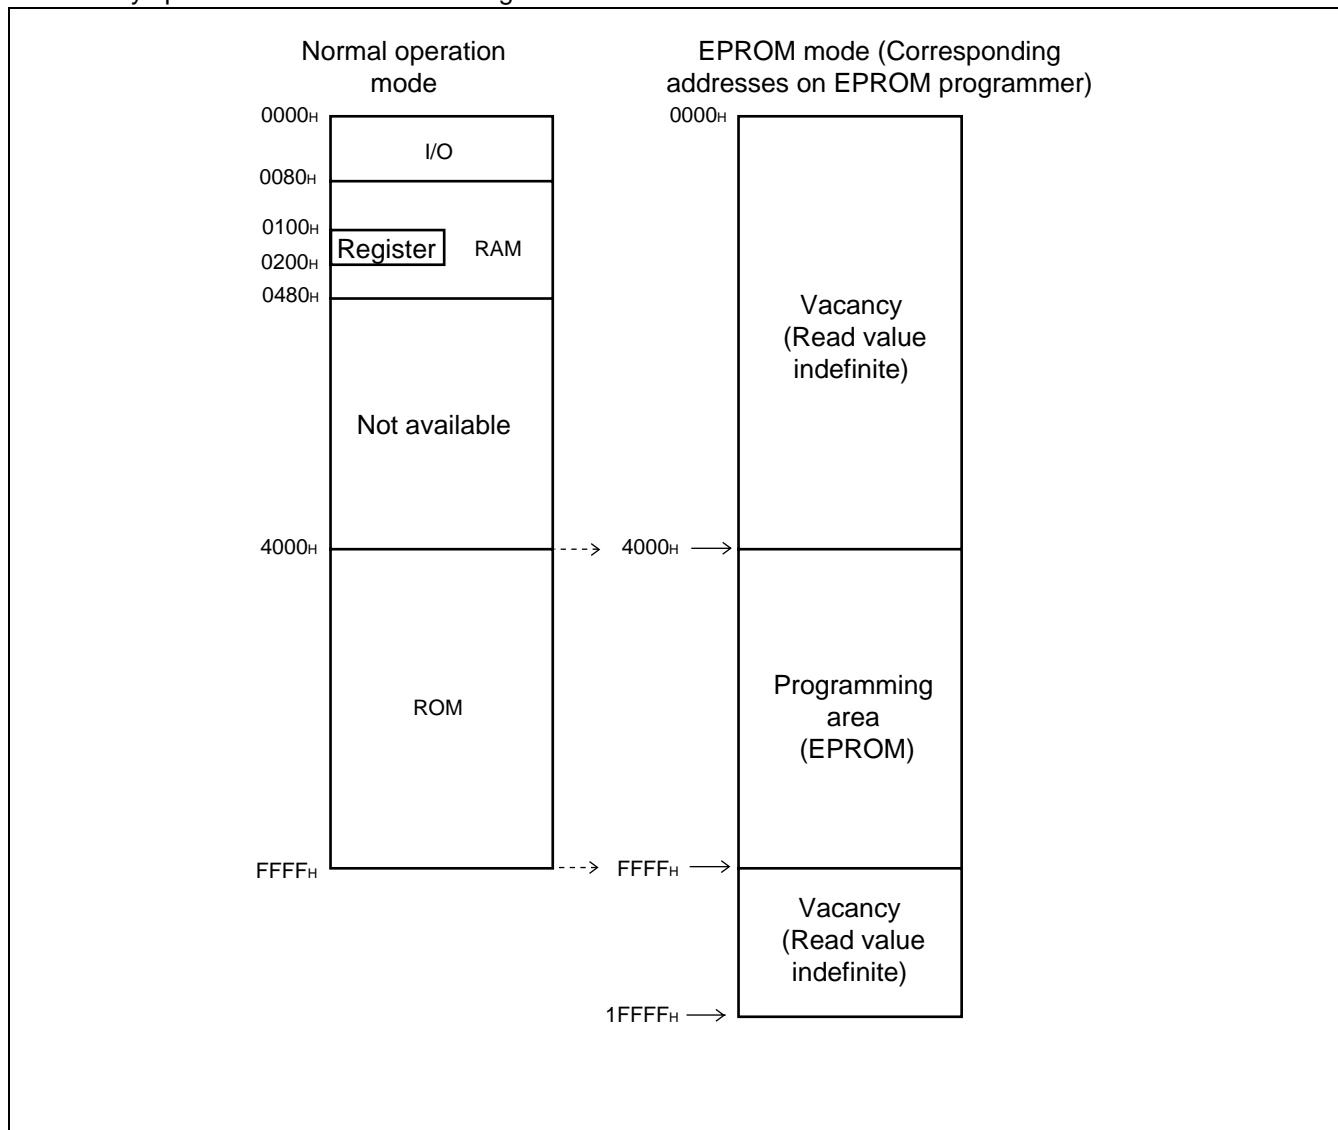 Normal operation
mode
0000H
I/O
0080H
0100H
Register
RAM
0200H
0480H
Not available
4000H
ROM
FFFFH
EPROM mode (Corresponding
addresses on EPROM programmer)
0000H
Vacancy
(Read value
indefinite)
4000H
Programming
area
(EPROM)
FFFFH
Vacancy
(Read value
indefinite)
1FFFFH